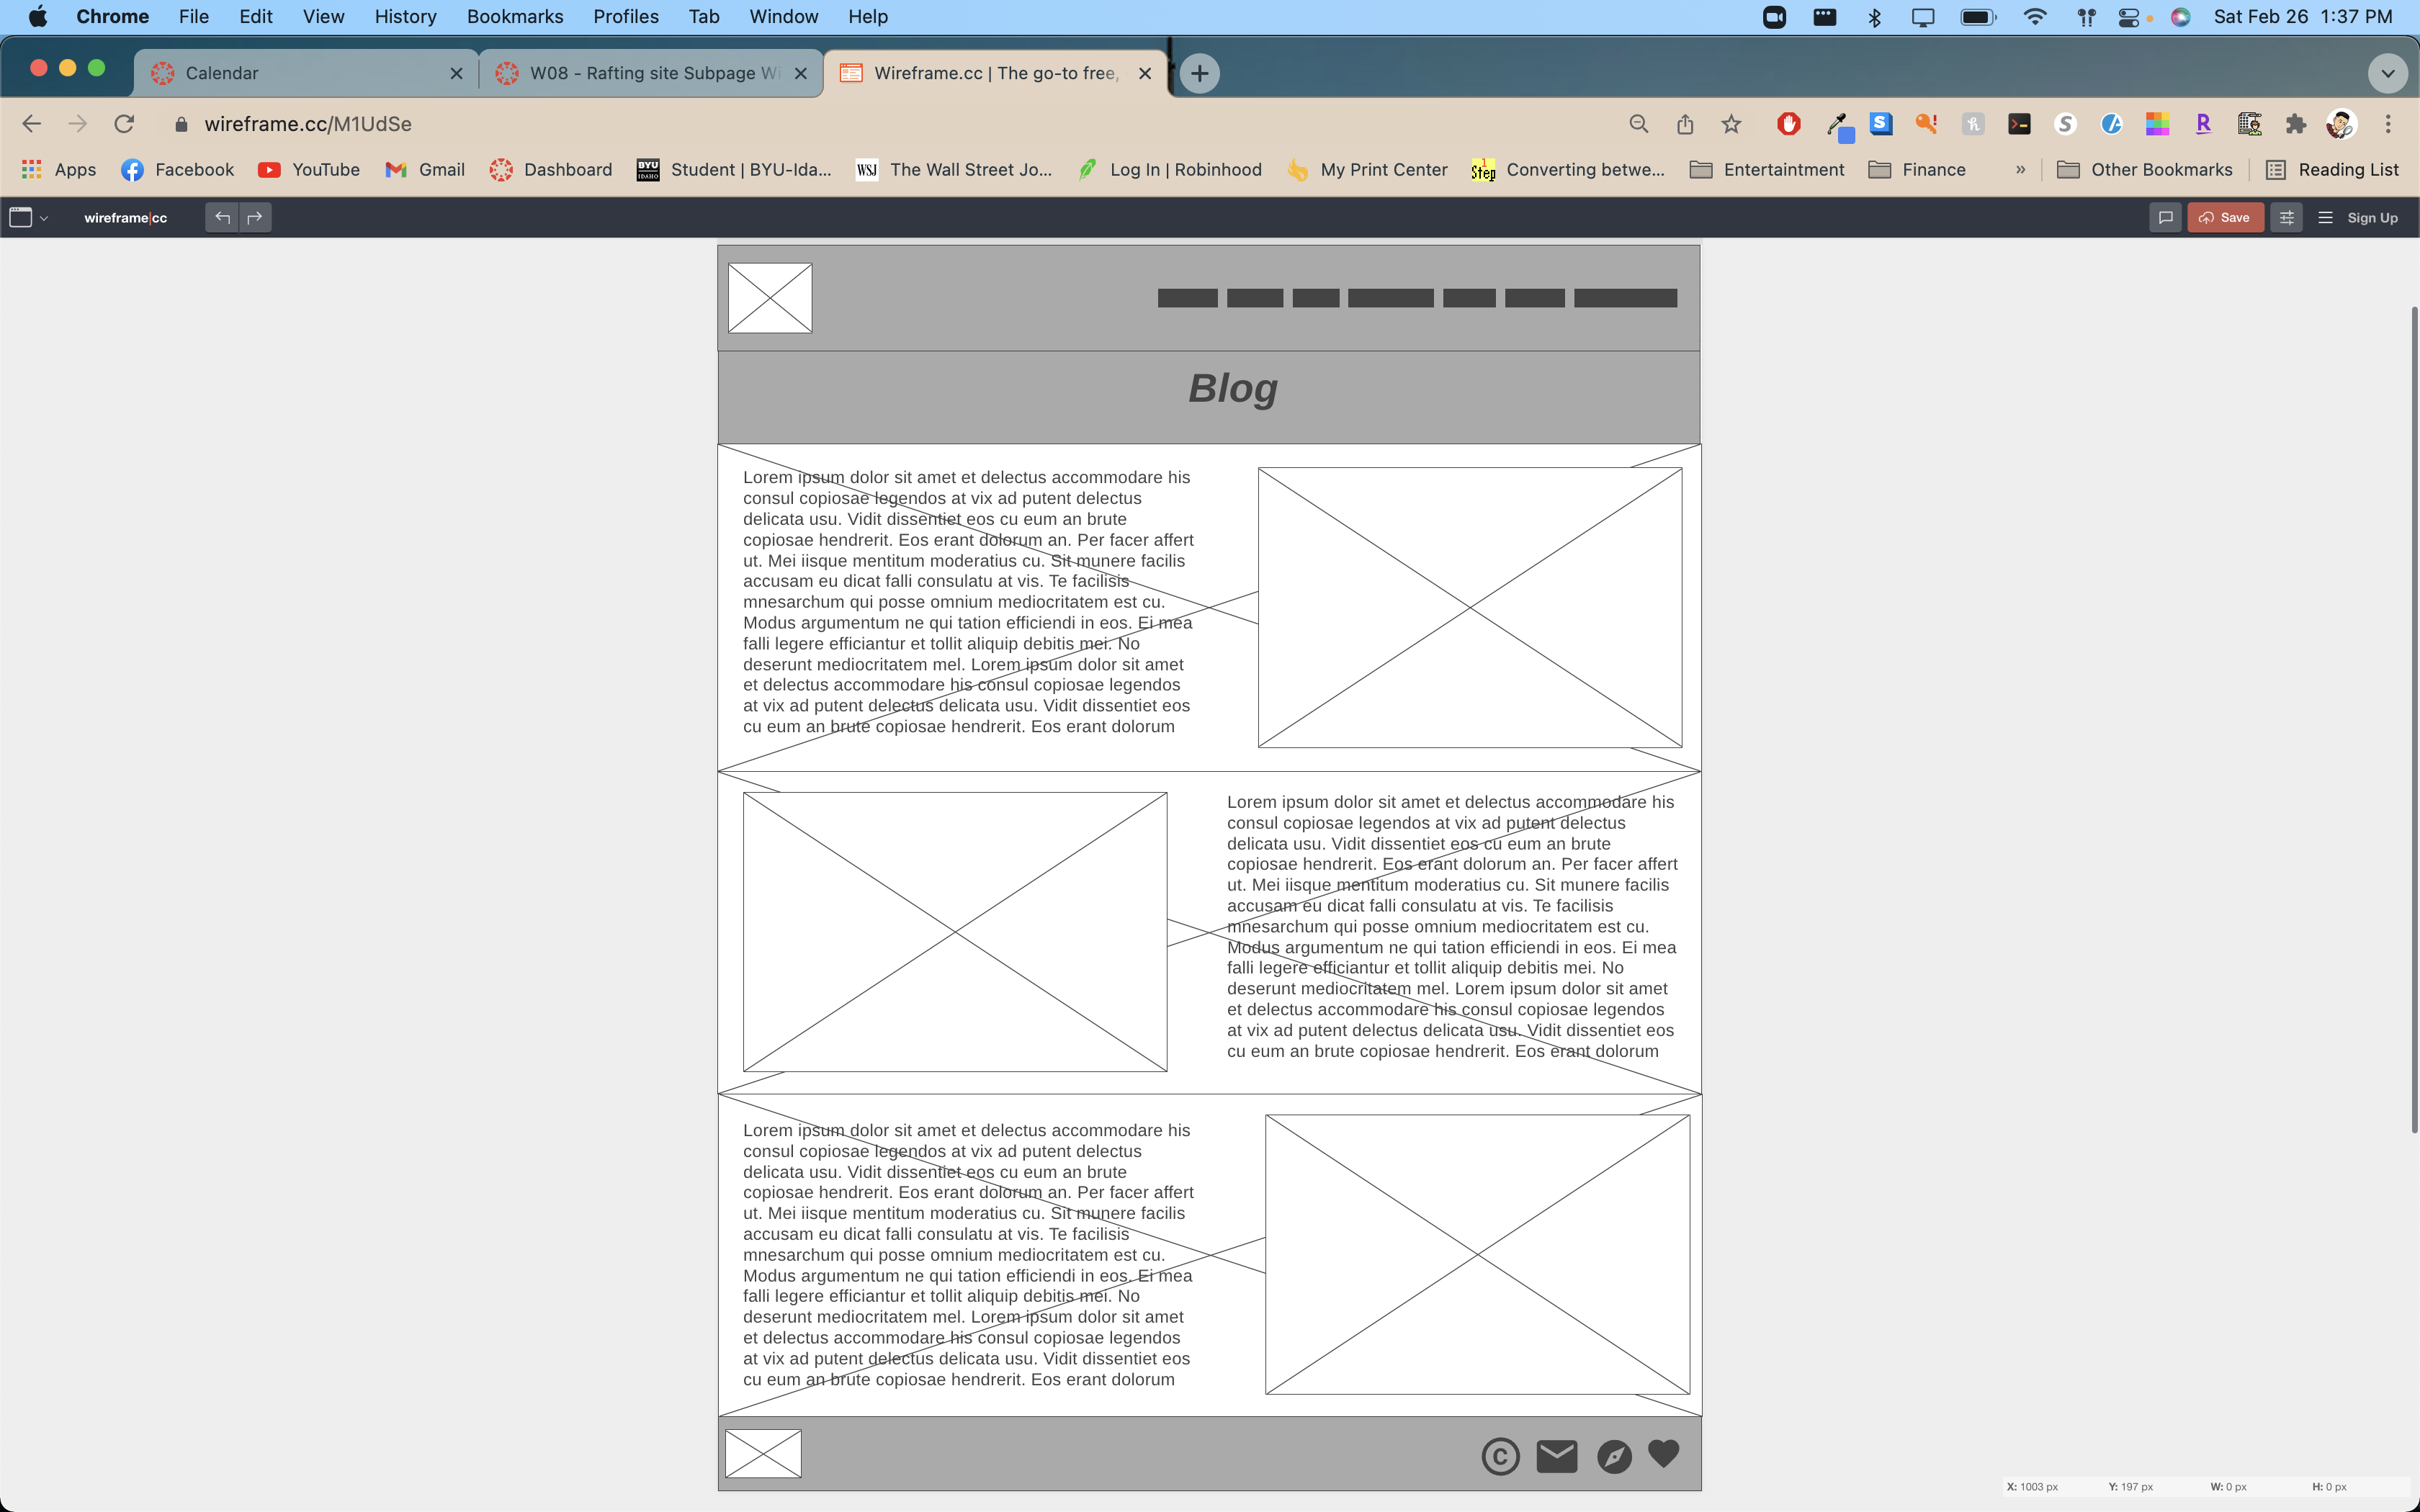 Chrome File Edit View History Bookmarks Profiles Tab Window Help Sat Feb 26 1:37 PM
Calendar W08 - Rafting site Subpage Wi Wireframe.cc | The go-to free,
wireframe.cc/M1UdSe
Apps Facebook YouTube Gmail Dashboard Student | BYU-Ida... The Wall Street Jo... Log In | Robinhood My Print Center Converting betwe... Entertaintment Finance » Other Bookmarks Reading List
wireframe|cc Save Sign Up
Blog
Lorem ipsum dolor sit amet et delectus accommodare his
consul copiosae legendos at vix ad putent delectus
delicata usu. Vidit dissentiet eos cu eum an brute
copiosae hendrerit. Eos erant dolorum an. Per facer affert
ut. Mei iisque mentitum moderatius cu. Sit munere facilis
accusam eu dicat falli consulatu at vis. Te facilisis
mnesarchum qui posse omnium mediocritatem est cu.
Modus argumentum ne qui tation efficiendi in eos. Ei mea
falli legere efficiantur et tollit aliquip debitis mei. No
deserunt mediocritatem mel. Lorem ipsum dolor sit amet
et delectus accommodare his consul copiosae legendos
at vix ad putent delectus delicata usu. Vidit dissentiet eos
cu eum an brute copiosae hendrerit. Eos erant dolorum
Lorem ipsum dolor sit amet et delectus accommodare his
consul copiosae legendos at vix ad putent delectus
delicata usu. Vidit dissentiet eos cu eum an brute
copiosae hendrerit. Eos erant dolorum an. Per facer affert
ut. Mei iisque mentitum moderatius cu. Sit munere facilis
accusam eu dicat falli consulatu at vis. Te facilisis
mnesarchum qui posse omnium mediocritatem est cu.
Modus argumentum ne qui tation efficiendi in eos. Ei mea
falli legere efficiantur et tollit aliquip debitis mei. No
deserunt mediocritatem mel. Lorem ipsum dolor sit amet
et delectus accommodare his consul copiosae legendos
at vix ad putent delectus delicata usu. Vidit dissentiet eos
cu eum an brute copiosae hendrerit. Eos erant dolorum
Lorem ipsum dolor sit amet et delectus accommodare his
consul copiosae legendos at vix ad putent delectus
delicata usu. Vidit dissentiet eos cu eum an brute
copiosae hendrerit. Eos erant dolorum an. Per facer affert
ut. Mei iisque mentitum moderatius cu. Sit munere facilis
accusam eu dicat falli consulatu at vis. Te facilisis
mnesarchum qui posse omnium mediocritatem est cu.
Modus argumentum ne qui tation efficiendi in eos. Ei mea
falli legere efficiantur et tollit aliquip debitis mei. No
deserunt mediocritatem mel. Lorem ipsum dolor sit amet
et delectus accommodare his consul copiosae legendos
at vix ad putent delectus delicata usu. Vidit dissentiet eos
cu eum an brute copiosae hendrerit. Eos erant dolorum
X: 1003 px Y: 197 px W: 0 px H: 0 px